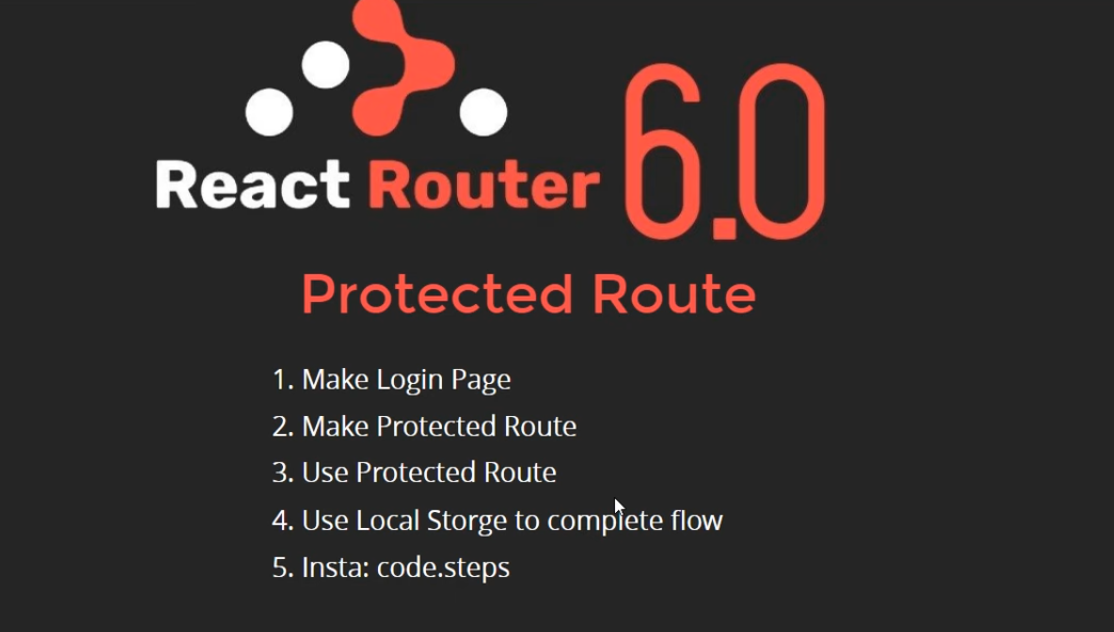 React Router 6.0
Protected Route
1. Make Login Page
2. Make Protected Route
3. Use Protected Route
4. Use Local Storge to complete flow
5. Insta: code.steps